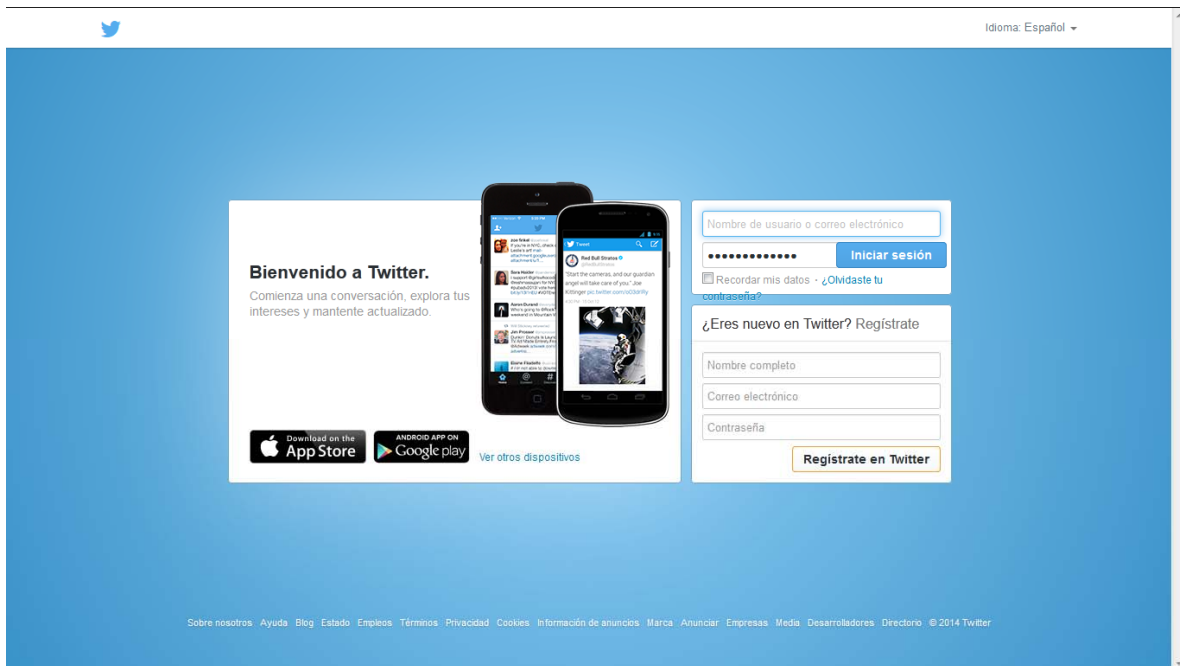 Idioma: Español
Bienvenido a Twitter.
Comienza una conversación, explora tus
intereses y mantente actualizado.
Tweet
Red Bull Stratos
@RedBullStratos
"Start the cameras, and our guardian
angel will take care of you." Joe
Kittinger
Download on the
App Store
ANDROID APP ON
Google play
Ver otros dispositivos
Nombre de usuario o correo electrónico
Iniciar sesión
Recordar mis datos · ¿Olvidaste tu
contraseña?
¿Eres nuevo en Twitter? Regístrate
Nombre completo
Correo electrónico
Contraseña
Regístrate en Twitter
Sobre nosotros Ayuda Blog Estado Empleos Términos Privacidad Cookies Información de anuncios Marca Anunciar Empresas Media Desarrolladores Directorio © 2014 Twitter